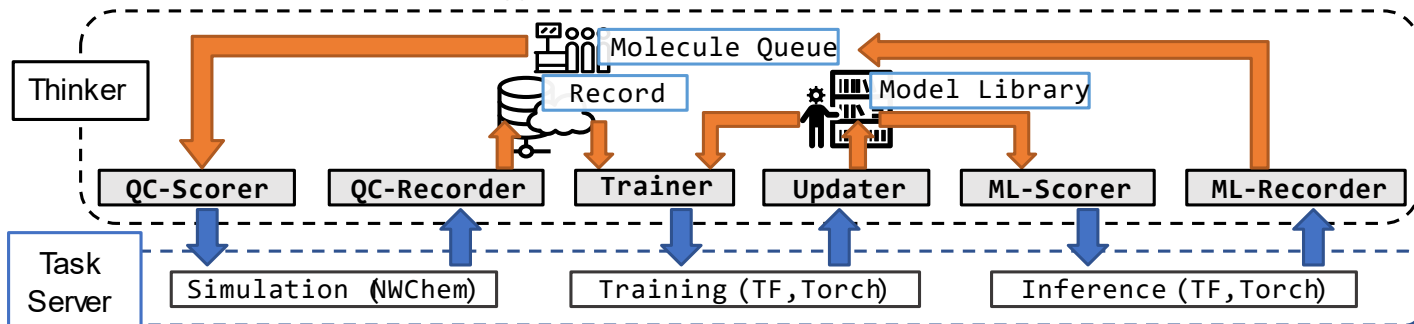 Molecule Queue
Thinker
Record
Model Library
QC-Scorer
QC-Recorder
Trainer
Updater
ML-Scorer
ML-Recorder
Task
Server
Simulation (NWChem)
Training (TF,Torch)
Inference (TF,Torch)